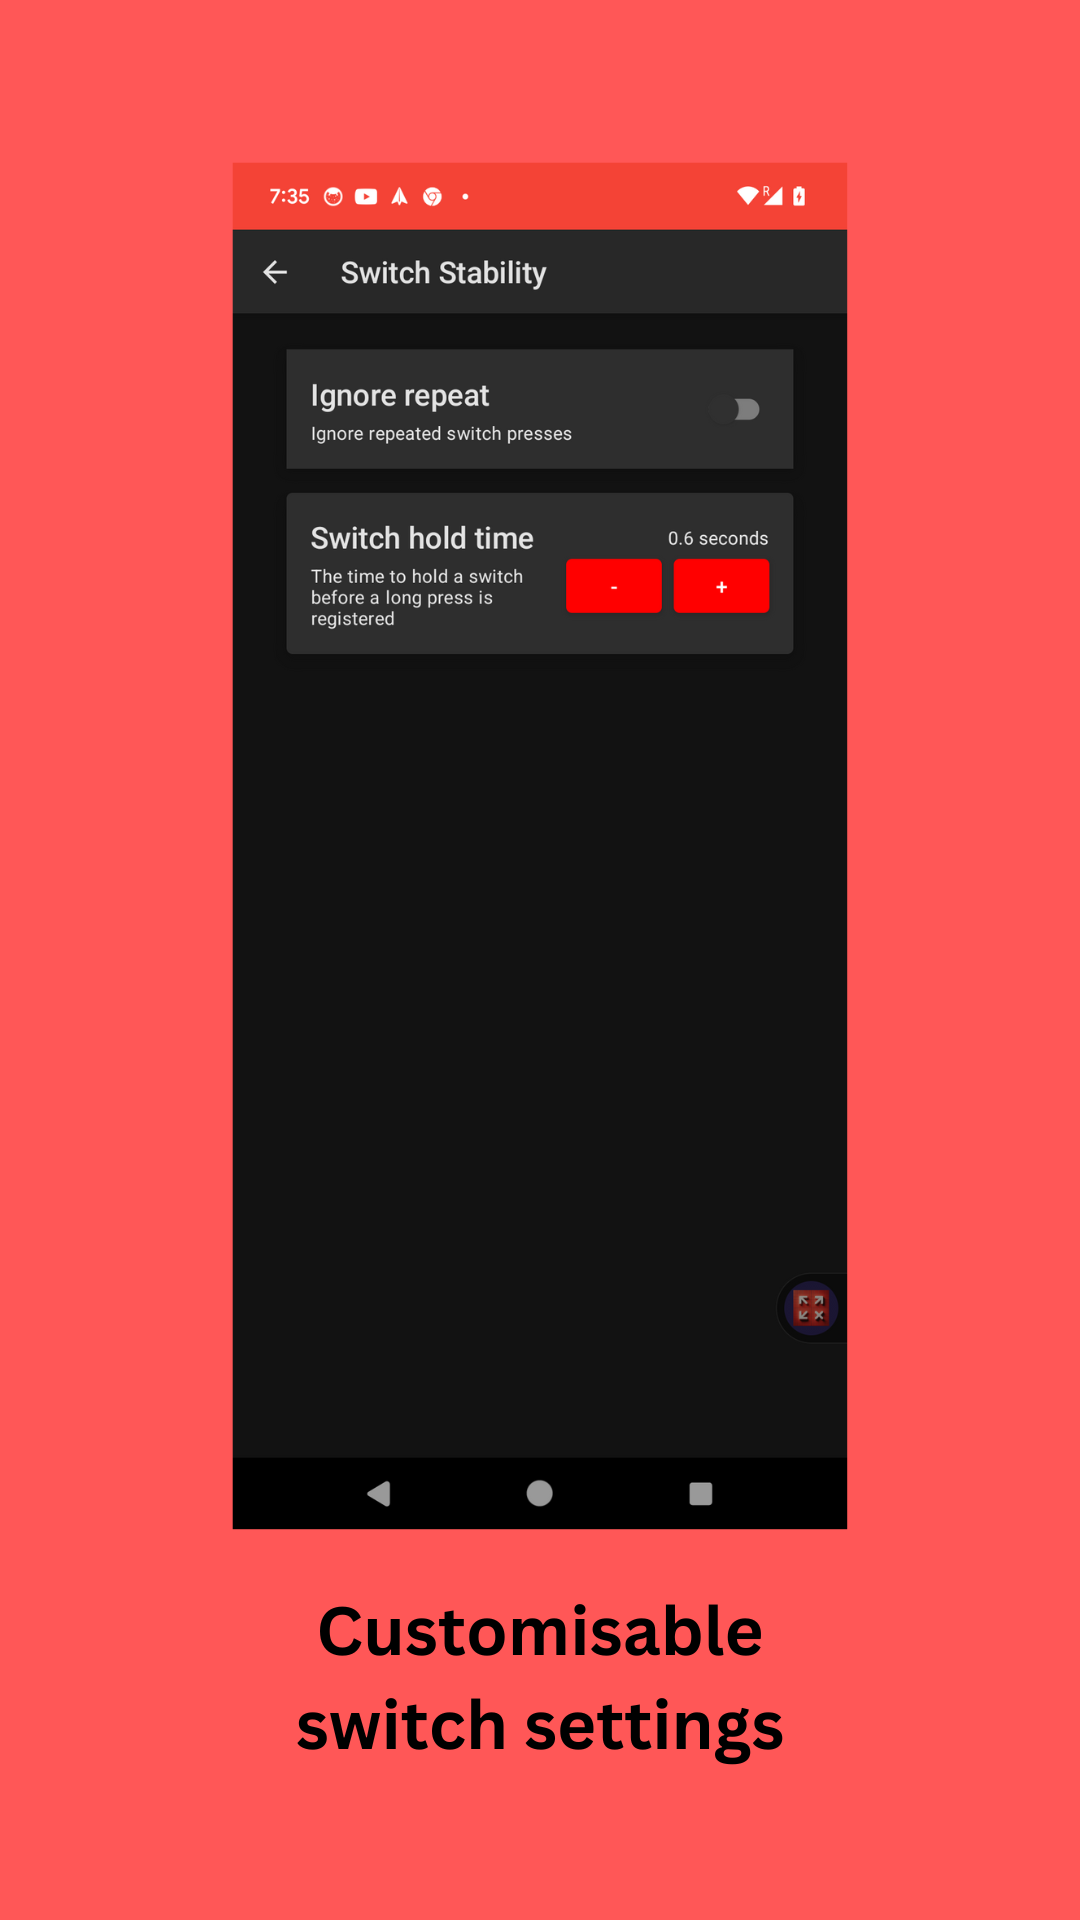 7:35
R
Switch Stability
Ignore repeat
Ignore repeated switch presses
Switch hold time
0.6 seconds
The time to hold a switch
before a long press is
registered
- +
Customisable
switch settings